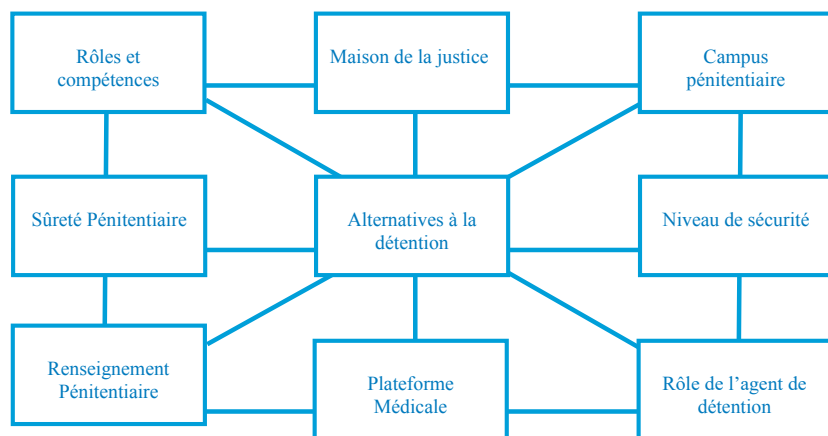 Rôles et
compétences
Maison de la justice
Campus
pénitentiaire
Sûreté Pénitentiaire
Alternatives à la
détention
Niveau de sécurité
Renseignement
Pénitentiaire
Plateforme
Médicale
Rôle de l’agent de
détention